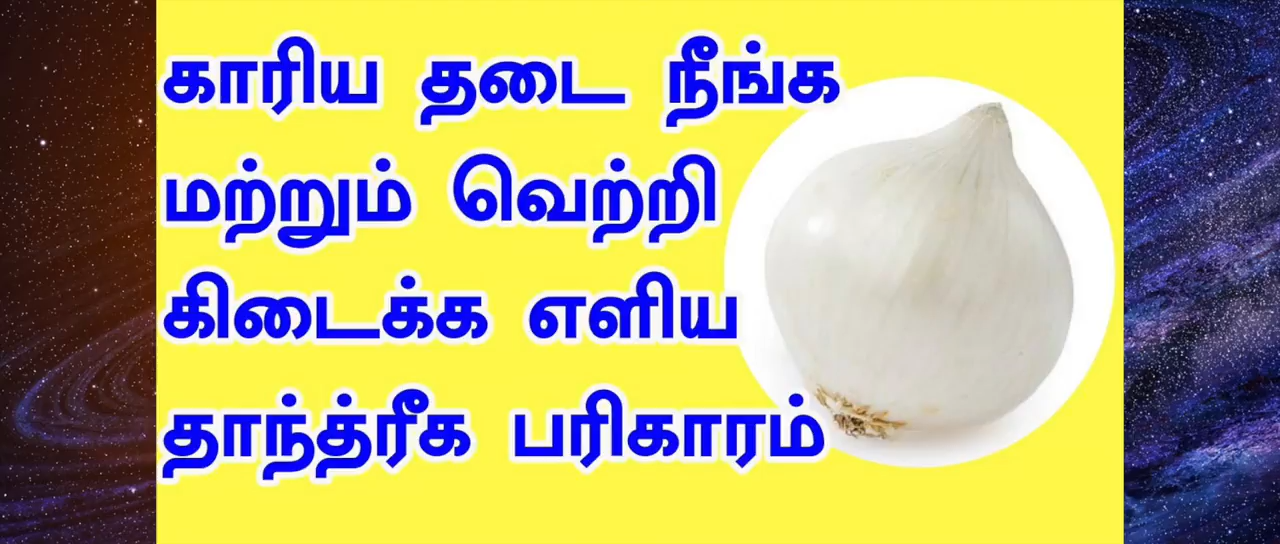 காரிய தடை நீங்க
மற்றும் வெற்றி
கிடைக்க எளிய
தாந்த்ரீக பரிகாரம்